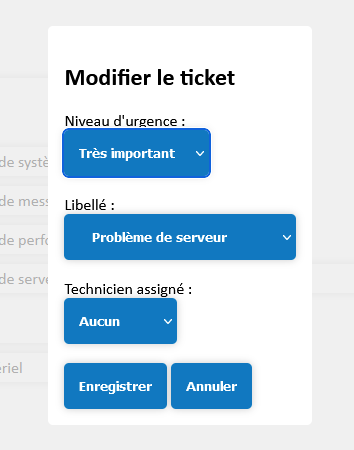 Modifier le ticket
Niveau d'urgence :
Très important
Libellé :
Problème de serveur
Technicien assigné :
Aucun
Enregistrer
Annuler
de systè
de mess
de perfo
de serve
riel